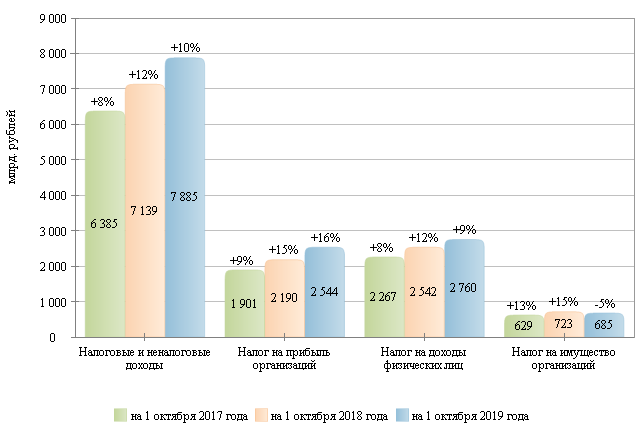 9 000
8 000
7 000
6 000
5 000
4 000
3 000
2 000
1 000
0
млрд. рублей
+8%
+12%
+10%
6 385
7 139
7 885
+9%
+15%
+16%
1 901
2 190
2 544
+8%
+12%
+9%
2 267
2 542
2 760
+13%
+15%
-5%
629
723
685
Налоговые и неналоговые
доходы
Налог на прибыль
организаций
Налог на доходы
физических лиц
Налог на имущество
организаций
на 1 октября 2017 года
на 1 октября 2018 года
на 1 октября 2019 года